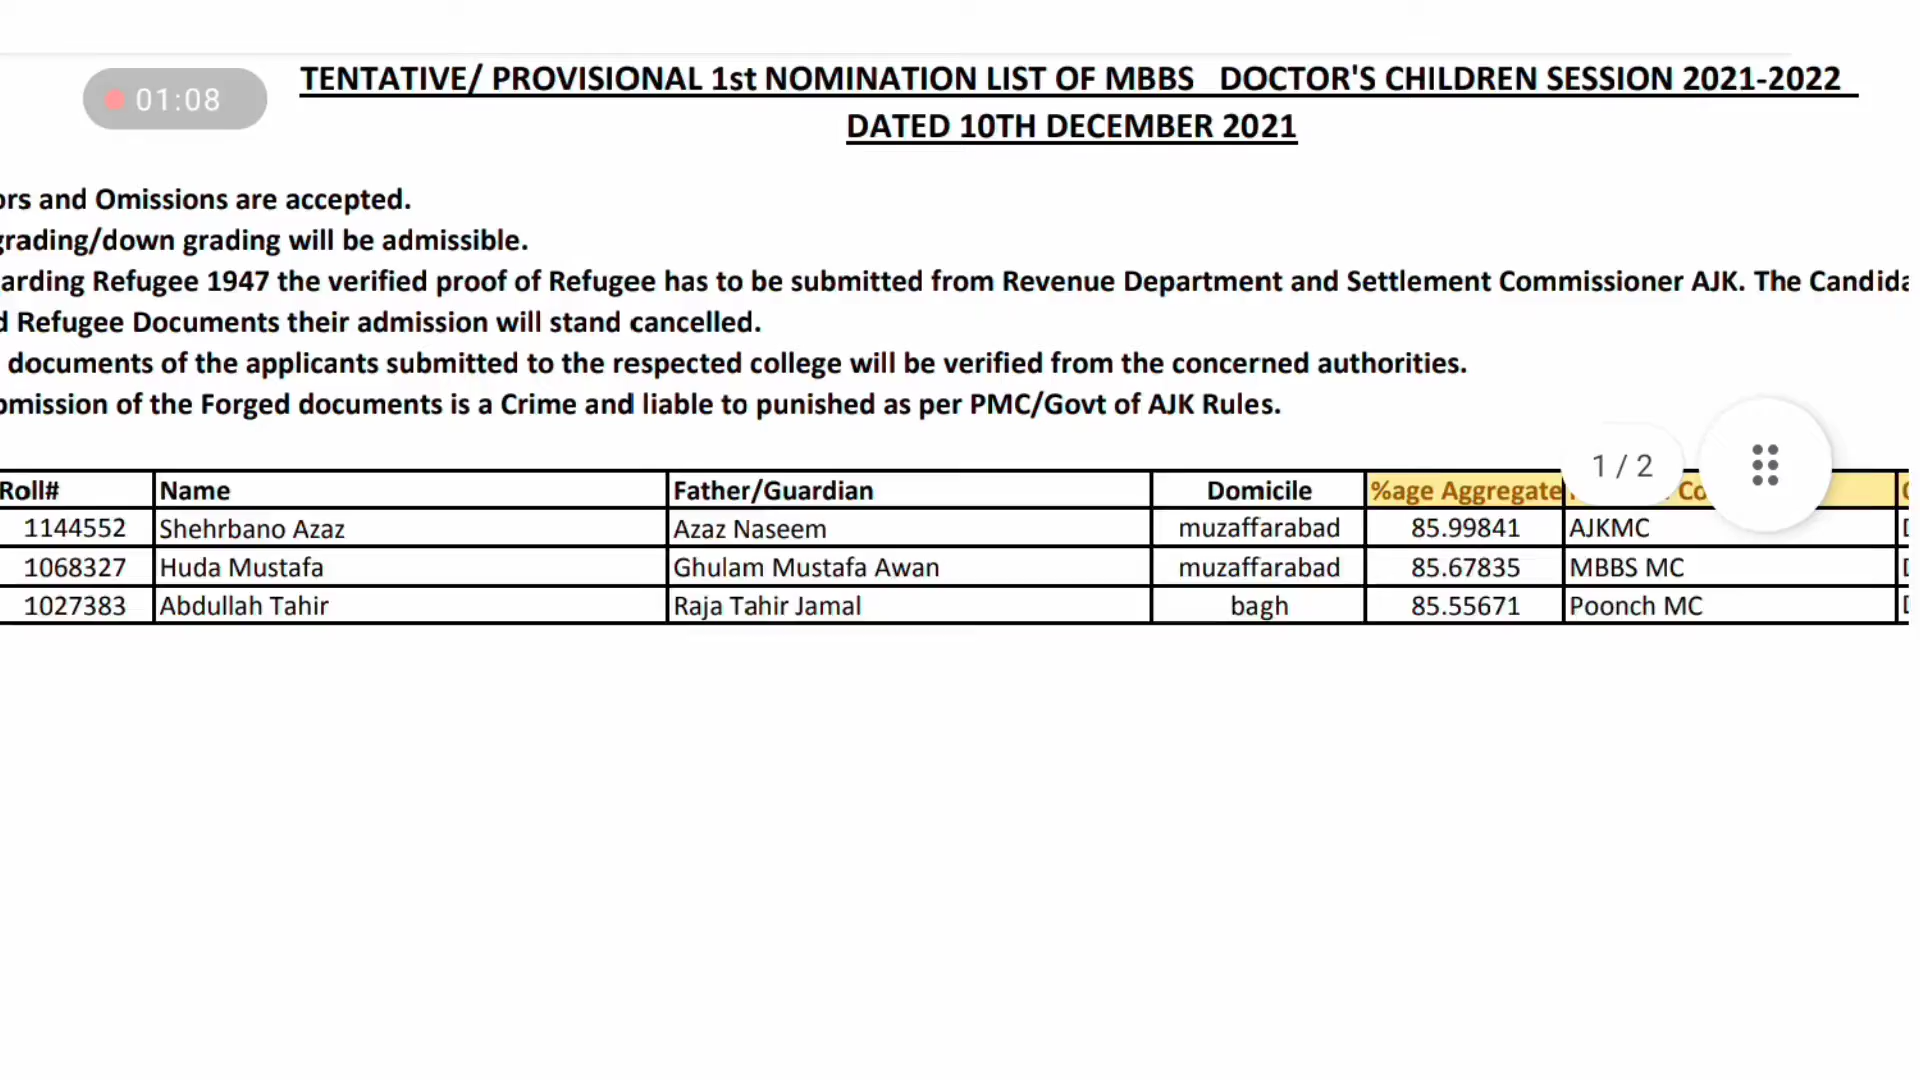 01:08
TENTATIVE/ PROVISIONAL 1st NOMINATION LIST OF MBBS DOCTOR'S CHILDREN SESSION 2021-2022
DATED 10TH DECEMBER 2021
ors and Omissions are accepted.
grading/down grading will be admissible.
arding Refugee 1947 the verified proof of Refugee has to be submitted from Revenue Department and Settlement Commissioner AJK. The Candida
d Refugee Documents their admission will stand cancelled.
documents of the applicants submitted to the respected college will be verified from the concerned authorities.
omission of the Forged documents is a Crime and liable to punished as per PMC/Govt of AJK Rules.
1 / 2
Roll# Name Father/Guardian Domicile %age Aggregate Co
1144552 Shehrbano Azaz Azaz Naseem muzaffarabad 85.99841 AJKMC
1068327 Huda Mustafa Ghulam Mustafa Awan muzaffarabad 85.67835 MBBS MC
1027383 Abdullah Tahir Raja Tahir Jamal bagh 85.55671 Poonch MC